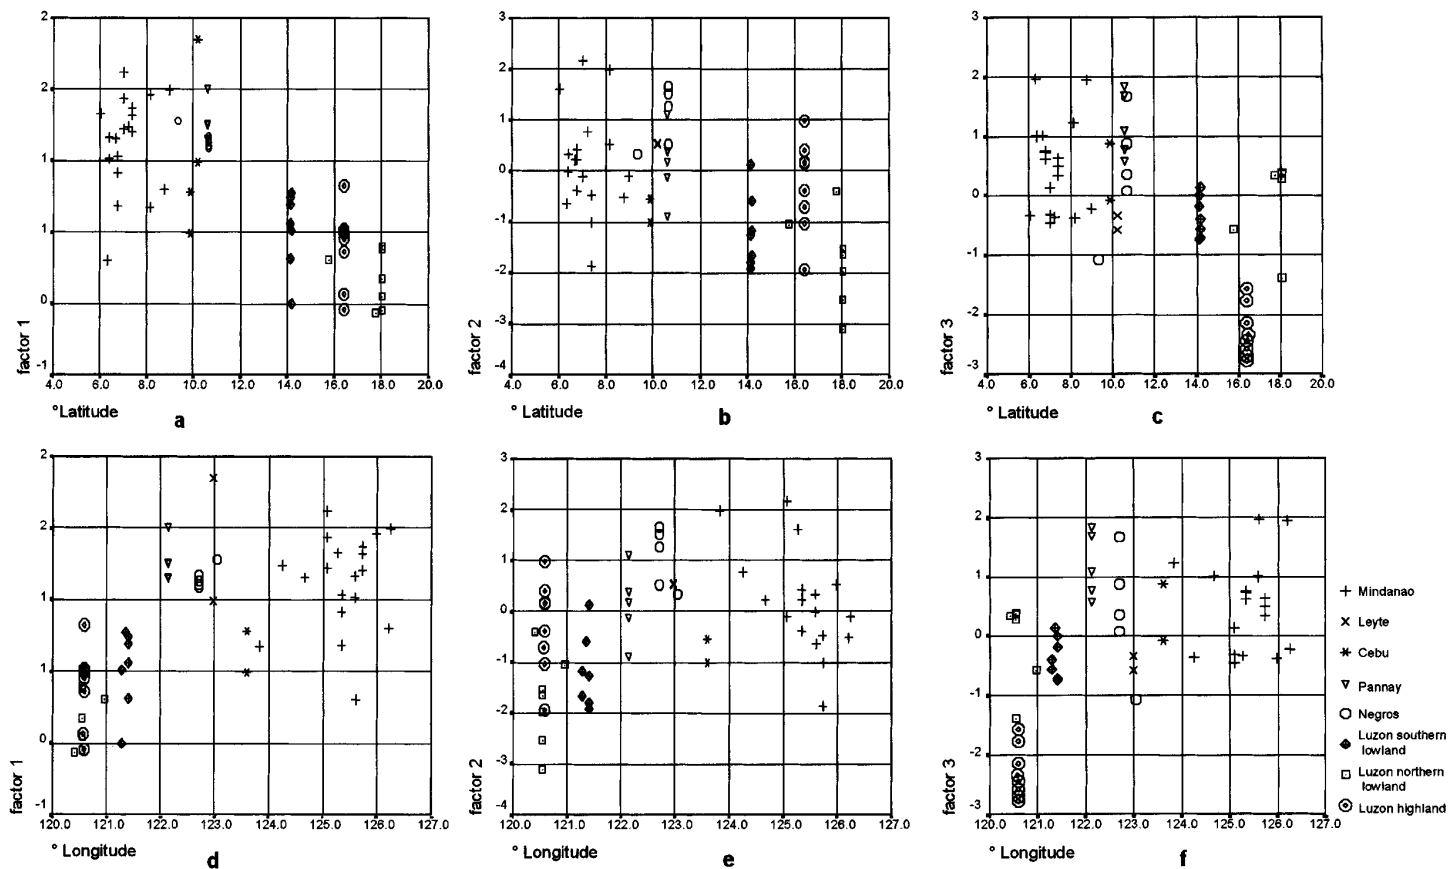 2
2
1
1
0
-1
factor 1
4.0 6.0 8.0 10.0 12.0 14.0 16.0 18.0 20.0
°Latitude
a
3
2
1
0
-1
-2
-3
-4
factor 2
4.0 6.0 8.0 10.0 12.0 14.0 16.0 18.0 20.0
° Latitude
b
3
2
1
0
-1
-2
-3
factor 3
4.0 6.0 8.0 10.0 12.0 14.0 16.0 18.0 20.0
° Latitude
c
2
2
1
1
0
-1
factor 1
120.0 121.0 122.0 123.0 124.0 125.0 126.0 127.0
° Longitude
d
3
2
1
0
-1
-2
-3
-4
factor 2
120.0 121.0 122.0 123.0 124.0 125.0 126.0 127.0
° Longitude
e
3
2
1
0
-1
-2
-3
factor 3
120.0 121.0 122.0 123.0 124.0 125.0 126.0 127.0
° Longitude
f
Mindanao
Leyte
Cebu
Pannay
Negros
Luzon southern
lowland
Luzon northern
lowland
Luzon highland